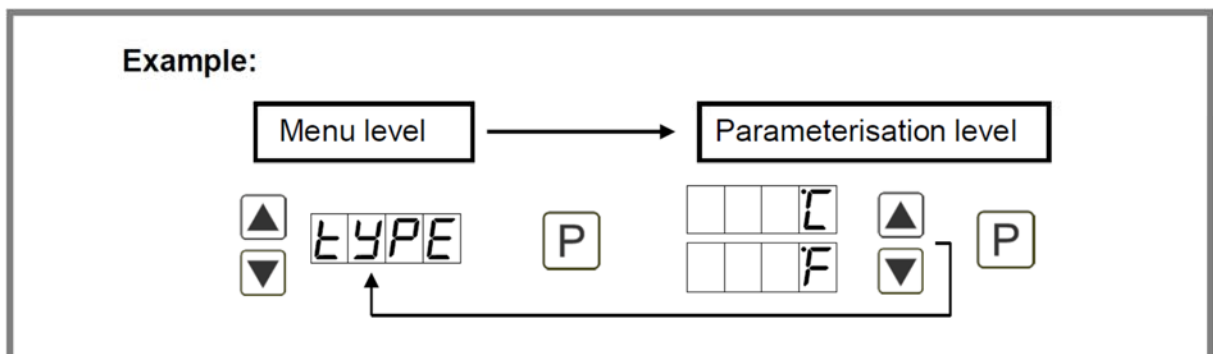 Example:
Menu level
Parameterisation level
tYPE
P
°C
°F
P